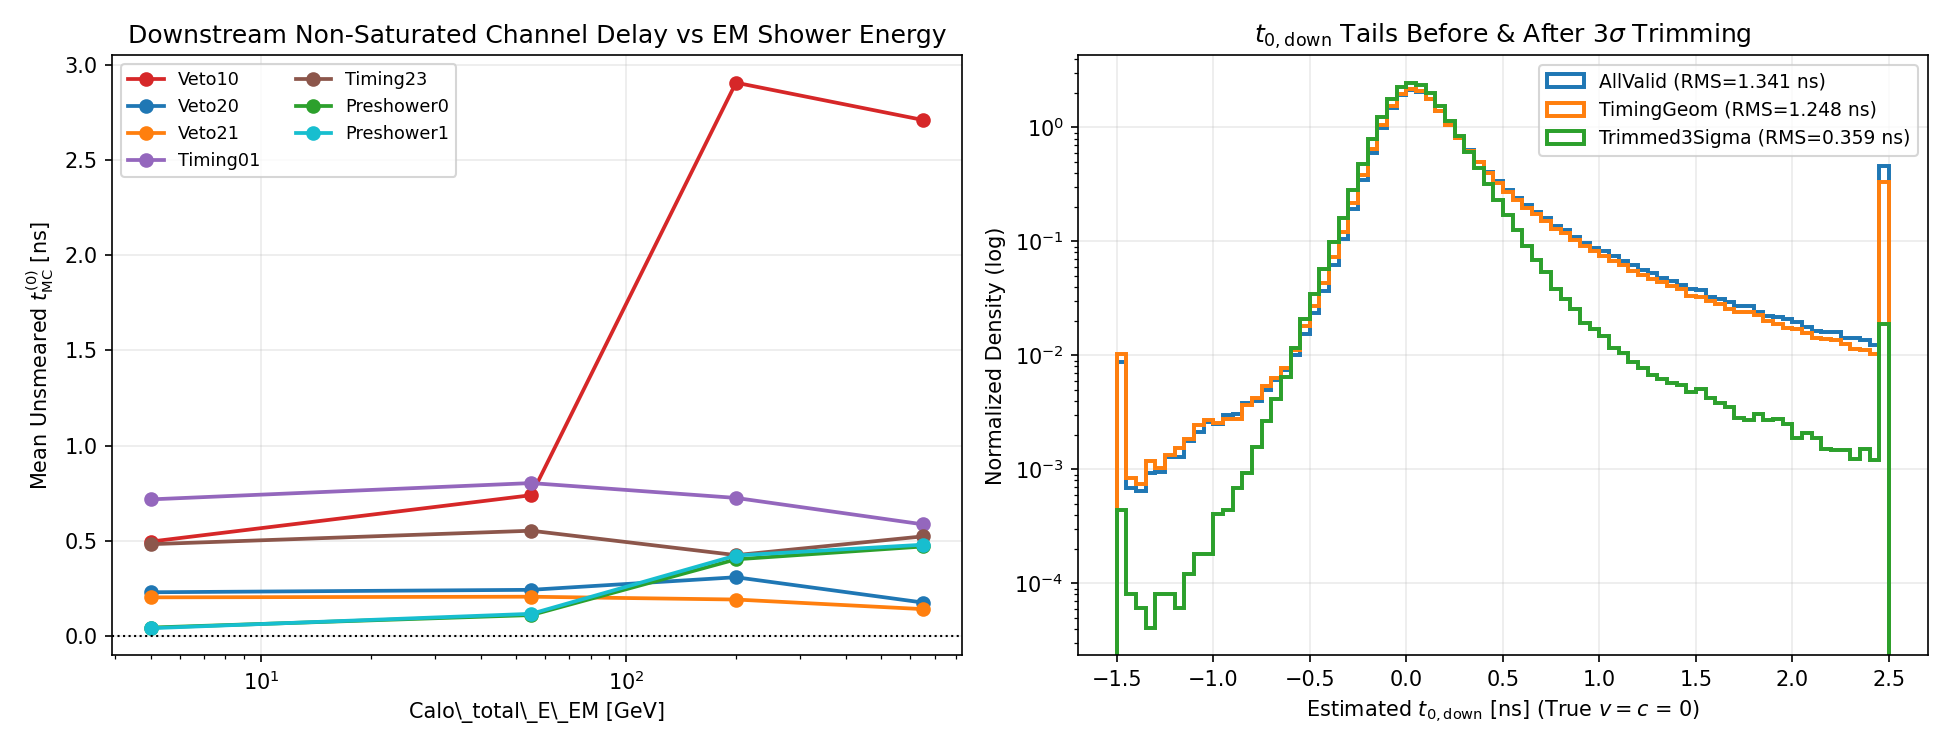 Downstream Non-Saturated Channel Delay vs EM Shower Energy
Veto10
Veto20
Veto21
Timing01
Timing23
Preshower0
Preshower1
Mean Unsmeared t_MC^(0) [ns]
3.0
2.5
2.0
1.5
1.0
0.5
0.0
10^1
10^2
Calo\_total\_E\_EM [GeV]
t_0, down Tails Before & After 3σ Trimming
AllValid (RMS=1.341 ns)
TimingGeom (RMS=1.248 ns)
Trimmed3Sigma (RMS=0.359 ns)
Normalized Density (log)
10^0
10^−1
10^−2
10^−3
10^−4
−1.5
−1.0
−0.5
0.0
0.5
1.0
1.5
2.0
2.5
Estimated t_0, down [ns] (True v = c = 0)